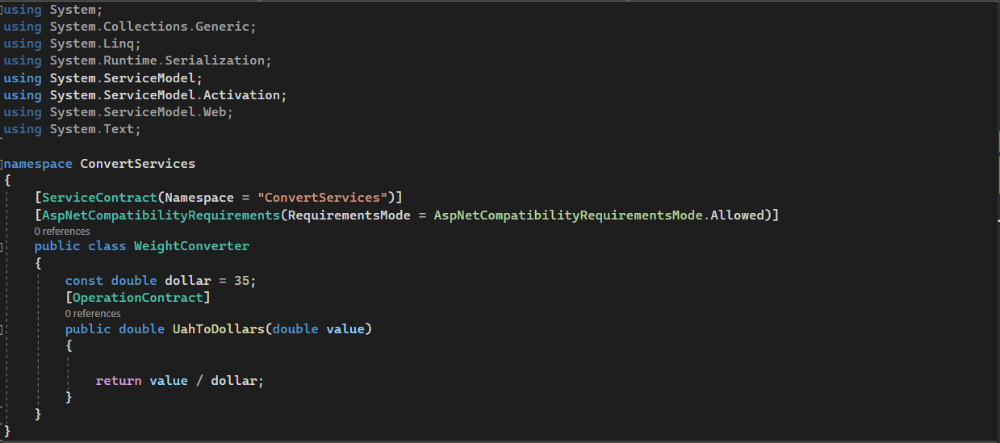 using System;
using System.Collections.Generic;
using System.Linq;
using System.Runtime.Serialization;
using System.ServiceModel;
using System.ServiceModel.Activation;
using System.ServiceModel.Web;
using System.Text;
namespace ConvertServices
{
[ServiceContract(Namespace = "ConvertServices")]
[AspNetCompatibilityRequirements(RequirementsMode = AspNetCompatibilityRequirementsMode.Allowed)]
0 references
public class WeightConverter
{
const double dollar = 35;
[OperationContract]
0 references
public double UahToDollars(double value)
{
return value / dollar;
}
}
}